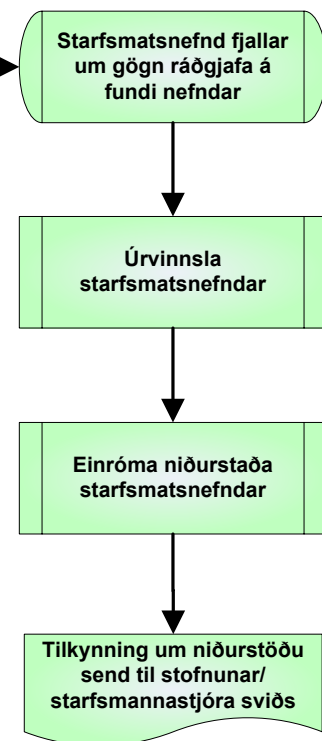 Starfsmatsnefnd fjallar
um gögn ráðgjafa á
fundi nefndar
Úrvinnsla
starfsmatsnefndar
Einróma niðurstaða
starfsmatsnefndar
Tilkynning um niðurstöðu
send til stofnunar/
starfsmannastjóra sviðs